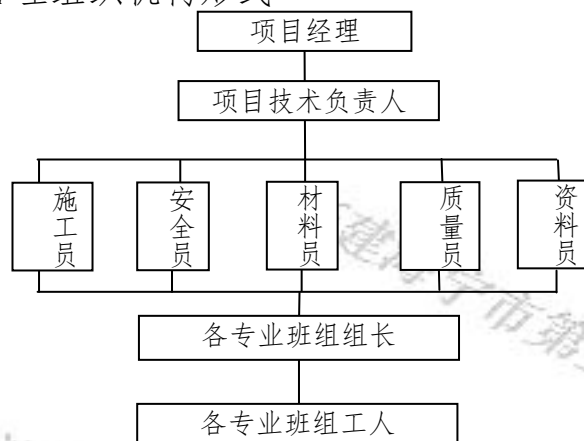 项目经理
项目技术负责人
施工员
安全员
材料员
质量员
资料员
各专业班组组长
各专业班组工人